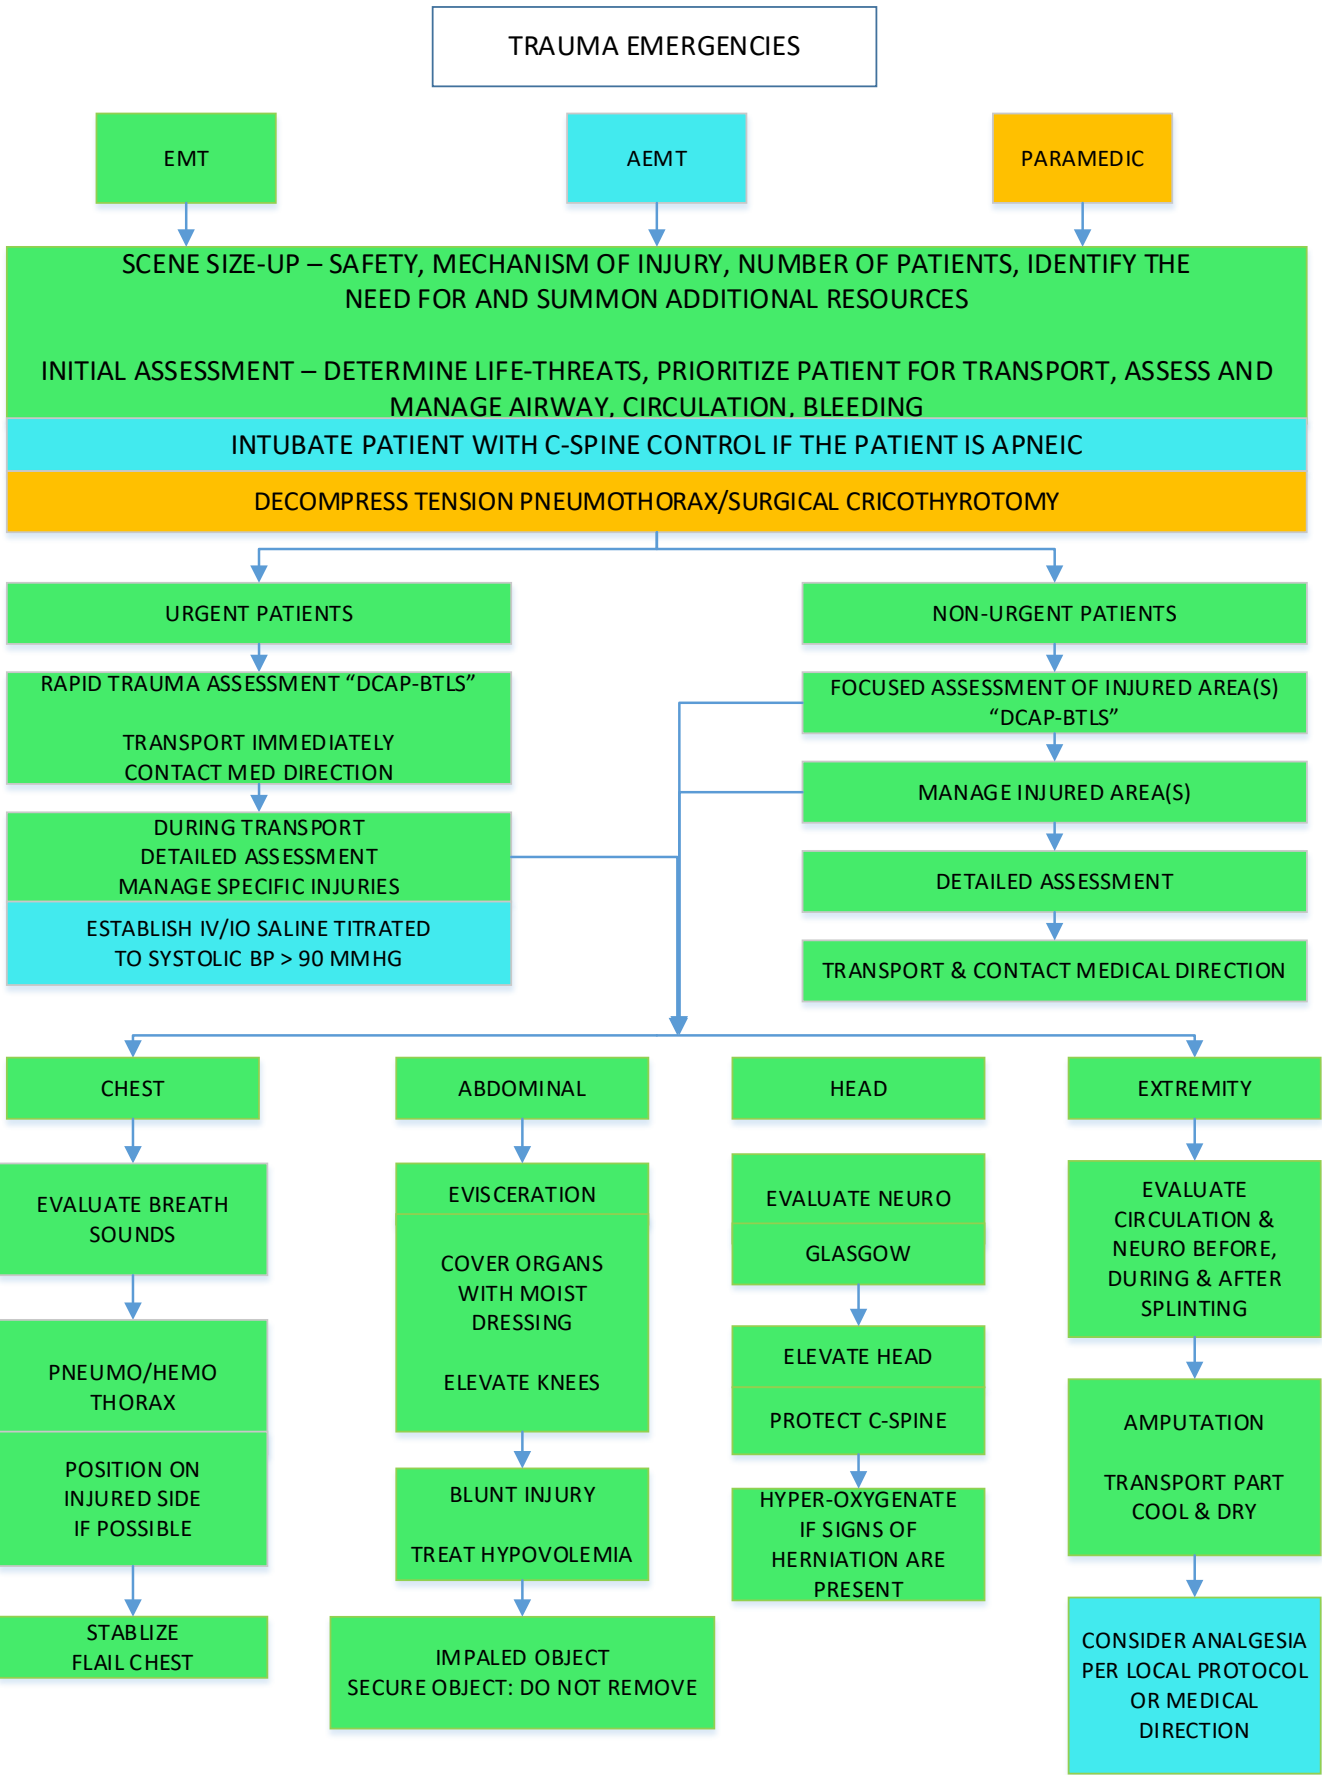 TRAUMA EMERGENCIES
EMT
AEMT
PARAMEDIC
SCENE SIZE-UP – SAFETY, MECHANISM OF INJURY, NUMBER OF PATIENTS, IDENTIFY THE
NEED FOR AND SUMMON ADDITIONAL RESOURCES
INITIAL ASSESSMENT – DETERMINE LIFE-THREATS, PRIORITIZE PATIENT FOR TRANSPORT, ASSESS AND
MANAGE AIRWAY, CIRCULATION, BLEEDING
INTUBATE PATIENT WITH C-SPINE CONTROL IF THE PATIENT IS APNEIC
DECOMPRESS TENSION PNEUMOTHORAX/SURGICAL CRICOTHYROTOMY
URGENT PATIENTS
RAPID TRAUMA ASSESSMENT “DCAP-BTLS”
TRANSPORT IMMEDIATELY
CONTACT MED DIRECTION
DURING TRANSPORT
DETAILED ASSESSMENT
MANAGE SPECIFIC INJURIES
ESTABLISH IV/IO SALINE TITRATED
TO SYSTOLIC BP > 90 MMHG
NON-URGENT PATIENTS
FOCUSED ASSESSMENT OF INJURED AREA(S)
“DCAP-BTLS”
MANAGE INJURED AREA(S)
DETAILED ASSESSMENT
TRANSPORT & CONTACT MEDICAL DIRECTION
CHEST
EVALUATE BREATH
SOUNDS
PNEUMO/HEMO
THORAX
POSITION ON
INJURED SIDE
IF POSSIBLE
STABLIZE
FLAIL CHEST
ABDOMINAL
EVISCERATION
COVER ORGANS
WITH MOIST
DRESSING
ELEVATE KNEES
BLUNT INJURY
TREAT HYPOVOLEMIA
IMPALED OBJECT
SECURE OBJECT: DO NOT REMOVE
HEAD
EVALUATE NEURO
GLASGOW
ELEVATE HEAD
PROTECT C-SPINE
HYPER-OXYGENATE
IF SIGNS OF
HERNIATION ARE
PRESENT
EXTREMITY
EVALUATE
CIRCULATION &
NEURO BEFORE,
DURING & AFTER
SPLINTING
AMPUTATION
TRANSPORT PART
COOL & DRY
CONSIDER ANALGESIA
PER LOCAL PROTOCOL
OR MEDICAL
DIRECTION